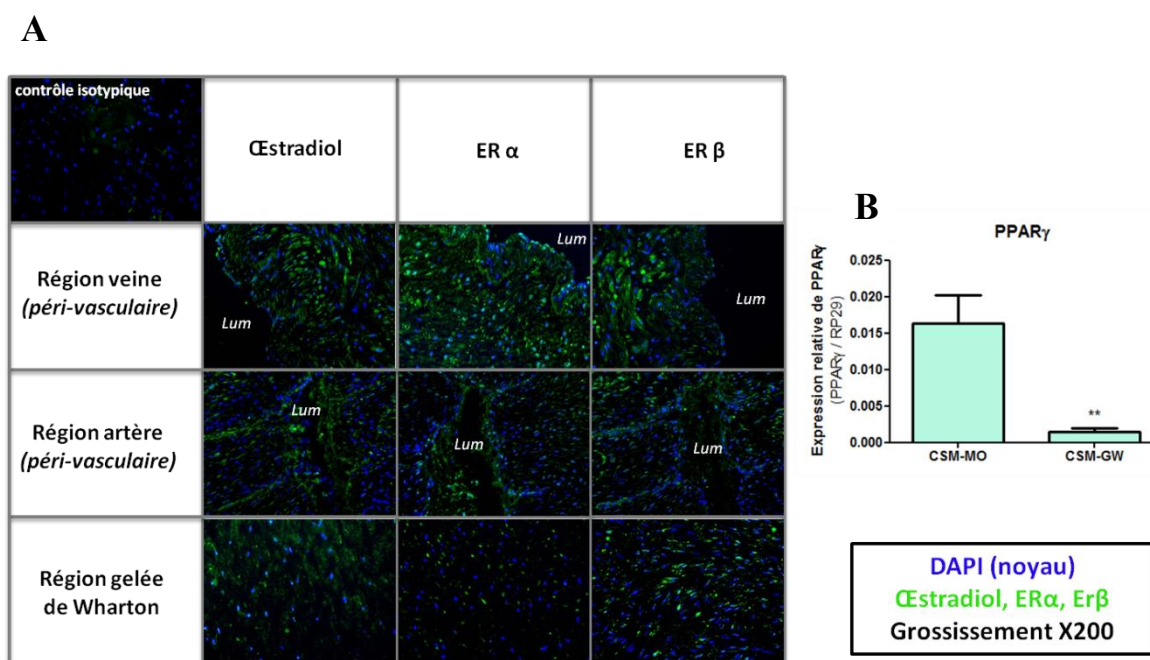 A
contrôle isotypique
Œstradiol
ER α
ER β
Région veine
(péri-vasculaire)
Lum
Lum
Lum
Région artère
(péri-vasculaire)
Lum
Lum
Lum
Région gelée
de Wharton
B
PPARγ
Expression relative de PPARγ
(PPARγ / RP29)
0.025
0.020
0.015
0.010
0.005
0.000
**
CSM-MO
CSM-GW
DAPI (noyau)
Œstradiol, ERα, Erβ
Grossissement X200